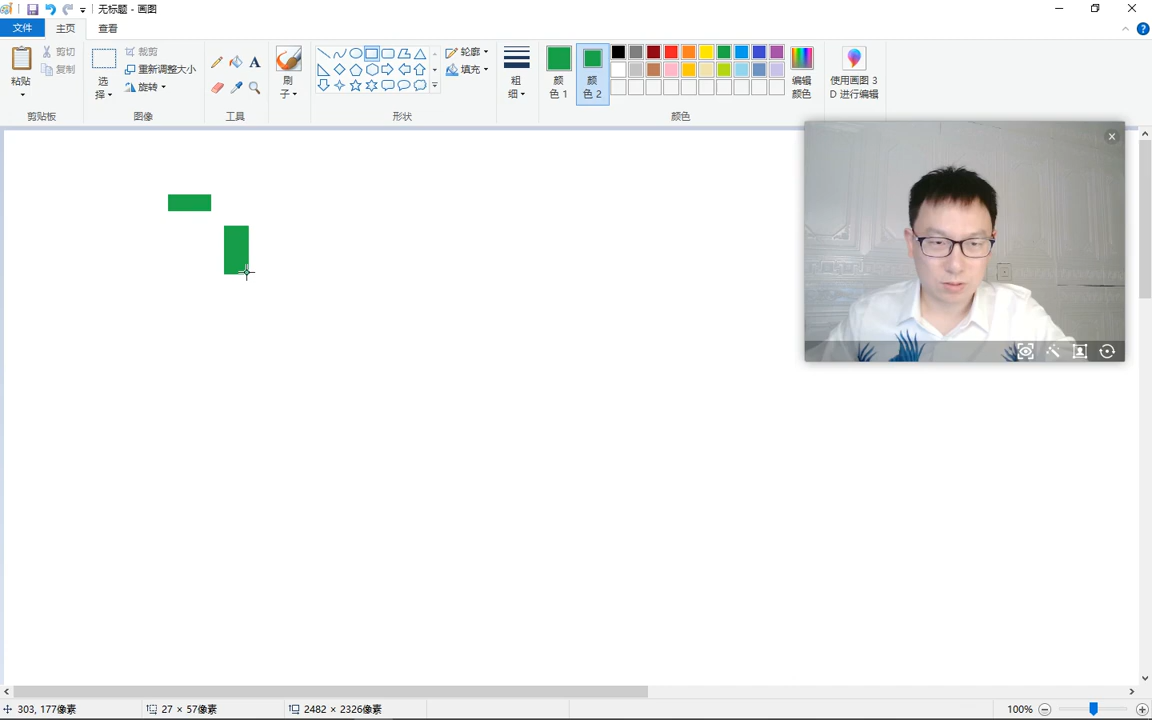 无标题 - 画图
文件 主页 查看
粘贴
剪切
复制
剪贴板
选择
裁剪
重新调整大小
旋转
图像
A
工具
刷子
轮廓
填充
形状
粗细
颜色 1
颜色 2
编辑颜色
颜色
使用画图 3D 进行编辑
303, 177像素 27 × 57像素 2482 × 2326像素 100%